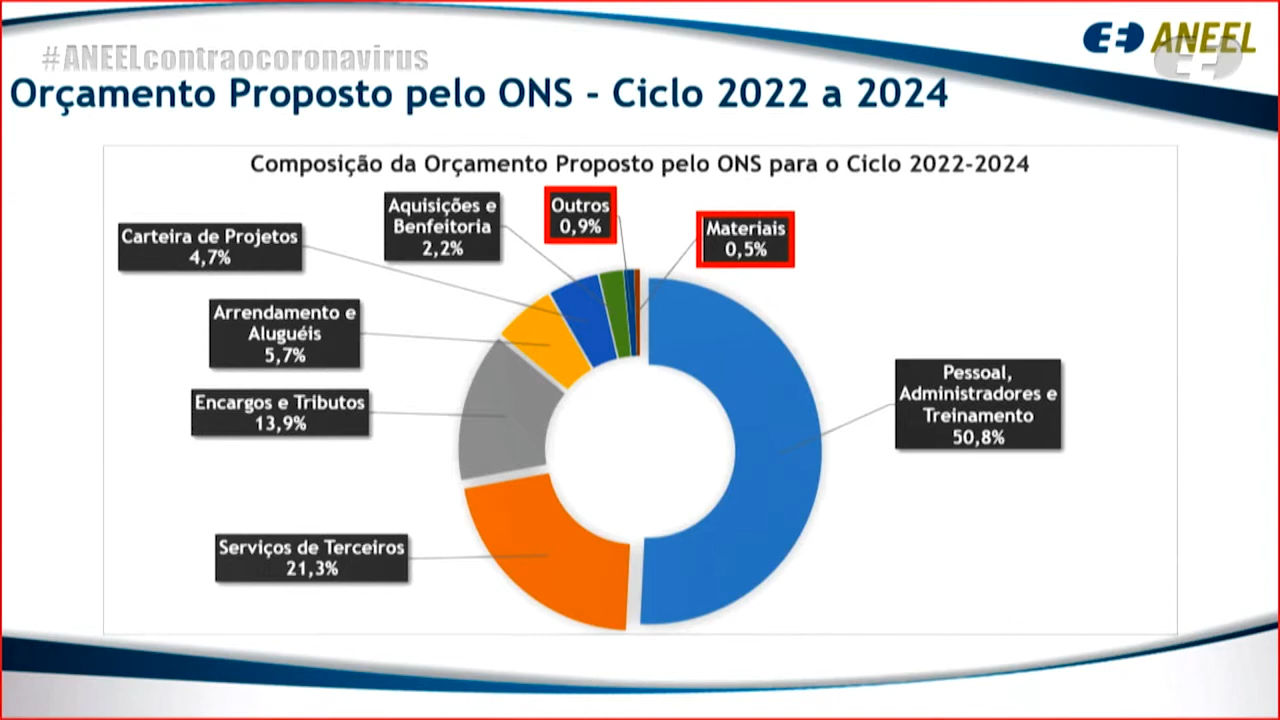 ANEEL
#ANEELcontraocoronavirus
Orçamento Proposto pelo ONS - Ciclo 2022 a 2024
Composição da Orçamento Proposto pelo ONS para o Ciclo 2022-2024
Aquisições e
Benfeitoria
2,2%
Outros
0,9%
Materiais
0,5%
Carteira de Projetos
4,7%
Arrendamento e
Aluguéis
5,7%
Pessoal,
Administradores e
Treinamento
50,8%
Encargos e Tributos
13,9%
Serviços de Terceiros
21,3%